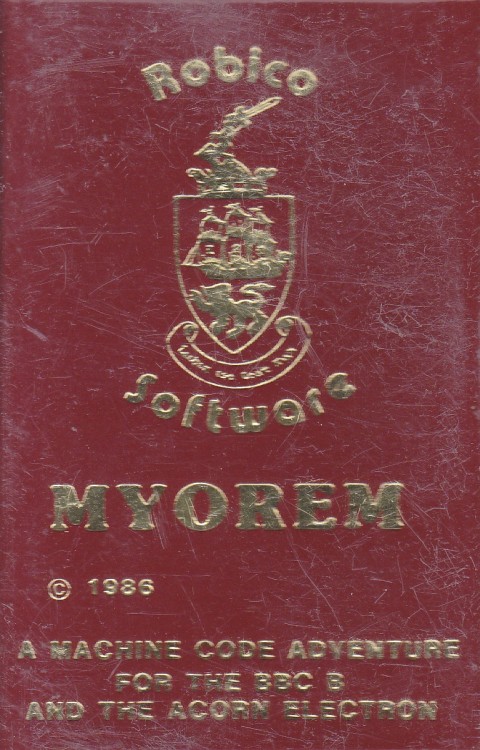 Robico
Software
MYOREM
© 1986
A MACHINE CODE ADVENTURE
FOR THE BBC B
AND THE ACORN ELECTRON